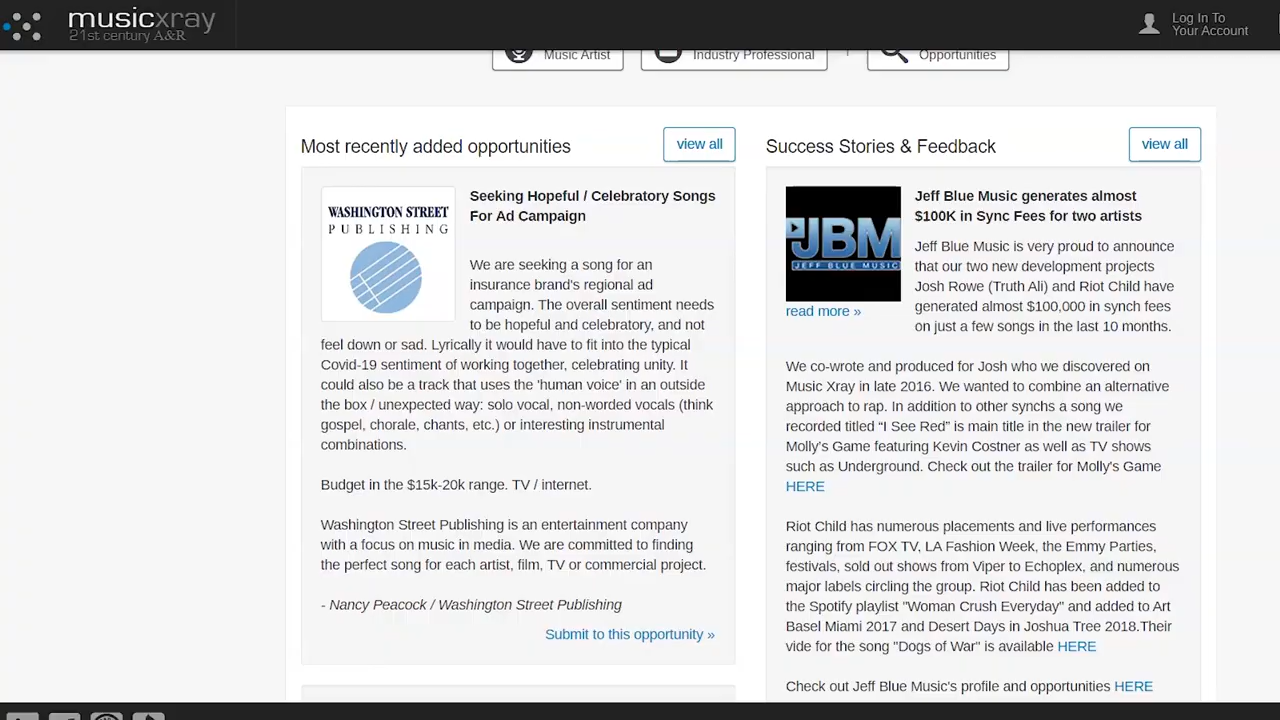 musicxray
21st century A&R
Log In To
Your Account
Music Artist
Industry Professional
Opportunities
Most recently added opportunities
view all
WASHINGTON STREET
PUBLISHING
Seeking Hopeful / Celebratory Songs
For Ad Campaign
We are seeking a song for an
insurance brand's regional ad
campaign. The overall sentiment needs
to be hopeful and celebratory, and not
feel down or sad. Lyrically it would have to fit into the typical
Covid-19 sentiment of working together, celebrating unity. It
could also be a track that uses the 'human voice' in an outside
the box / unexpected way: solo vocal, non-worded vocals (think
gospel, chorale, chants, etc.) or interesting instrumental
combinations.
Budget in the $15k-20k range. TV / internet.
Washington Street Publishing is an entertainment company
with a focus on music in media. We are committed to finding
the perfect song for each artist, film, TV or commercial project.
- Nancy Peacock / Washington Street Publishing
Submit to this opportunity »
Success Stories & Feedback
view all
JBM
JEFF BLUE MUSIC
read more »
Jeff Blue Music generates almost
$100K in Sync Fees for two artists
Jeff Blue Music is very proud to announce
that our two new development projects
Josh Rowe (Truth Ali) and Riot Child have
generated almost $100,000 in synch fees
on just a few songs in the last 10 months.
We co-wrote and produced for Josh who we discovered on
Music Xray in late 2016. We wanted to combine an alternative
approach to rap. In addition to other synchs a song we
recorded titled “I See Red” is main title in the new trailer for
Molly's Game featuring Kevin Costner as well as TV shows
such as Underground. Check out the trailer for Molly's Game
HERE
Riot Child has numerous placements and live performances
ranging from FOX TV, LA Fashion Week, the Emmy Parties,
festivals, sold out shows from Viper to Echoplex, and numerous
major labels circling the group. Riot Child has been added to
the Spotify playlist "Woman Crush Everyday" and added to Art
Basel Miami 2017 and Desert Days in Joshua Tree 2018.Their
vide for the song "Dogs of War" is available HERE
Check out Jeff Blue Music's profile and opportunities HERE